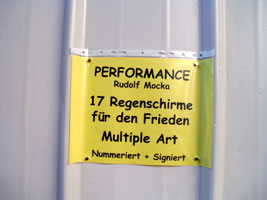 PERFORMANCE
Rudolf Mocka
17 Regenschirme
für den Frieden
Multiple Art
Nummeriert + Signiert